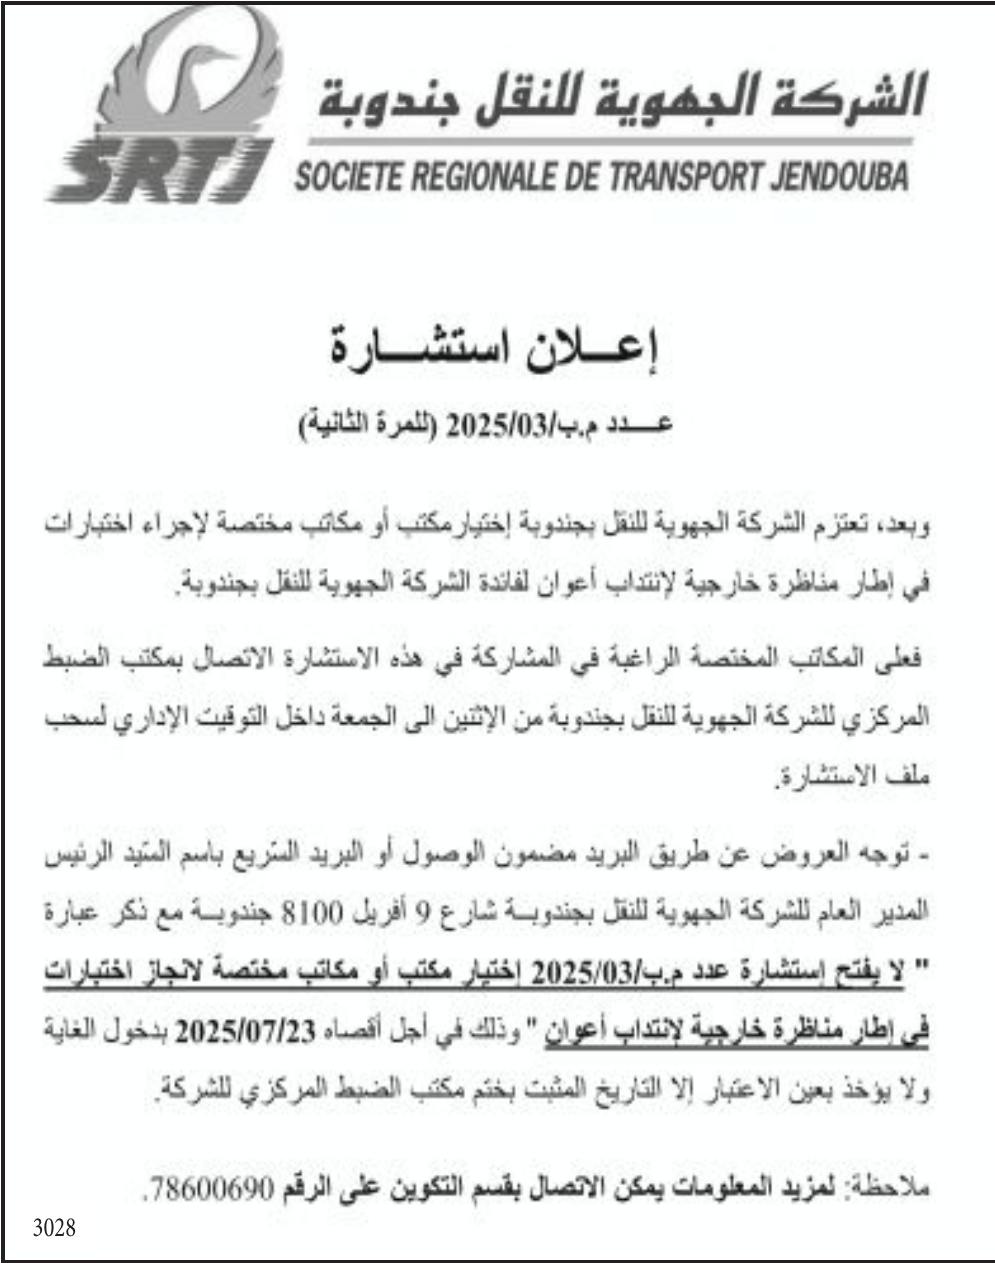 الشركة الجهوية للنقل جندوبة
SRTJ
SOCIETE REGIONALE DE TRANSPORT JENDOUBA
إعـــلان استشـــارة
عـــدد م.ب/2025/03 (للمرة الثانية)
وبعد، تعتزم الشركة الجهوية للنقل بجندوبة إختيارمكتب أو مكاتب مختصة لإجراء اختبارات
في إطار مناظرة خارجية لإنتداب أعوان لفائدة الشركة الجهوية للنقل بجندوبة.
فعلى المكاتب المختصة الراغبة في المشاركة في هذه الاستشارة الاتصال بمكتب الضبط
المركزي للشركة الجهوية للنقل بجندوبة من الإثنين الى الجمعة داخل التوقيت الإداري لسحب
ملف الاستشارة.
- توجه العروض عن طريق البريد مضمون الوصول أو البريد السّريع باسم السّيد الرئيس
المدير العام للشركة الجهوية للنقل بجندوبـة شارع 9 أفريل 8100 جندوبـة مع ذكر عبارة
" لا يفتح إستشارة عدد م.ب/2025/03 إختيار مكتب أو مكاتب مختصة لانجاز اختبارات
في إطار مناظرة خارجية لإنتداب أعوان " وذلك في أجل أقصاه 2025/07/23 بدخول الغاية
ولا يؤخذ بعين الاعتبار إلا التاريخ المثبت بختم مكتب الضبط المركزي للشركة.
ملاحظة: لمزيد المعلومات يمكن الاتصال بقسم التكوين على الرقم 78600690.
3028